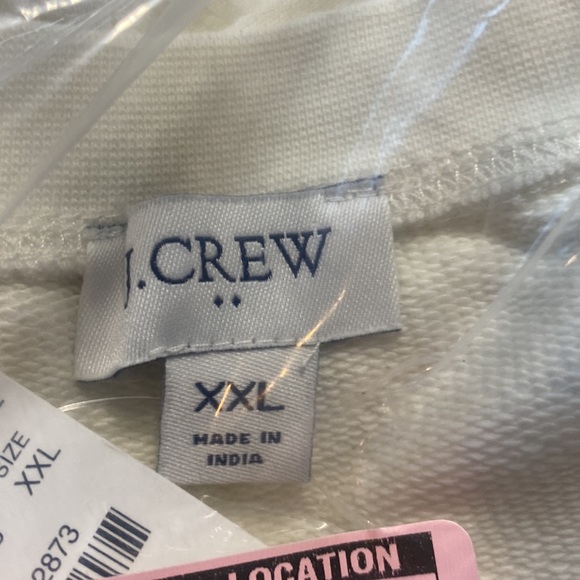 J.CREW
XXL
MADE IN
INDIA
SIZE
XXL
2873
LOCATION